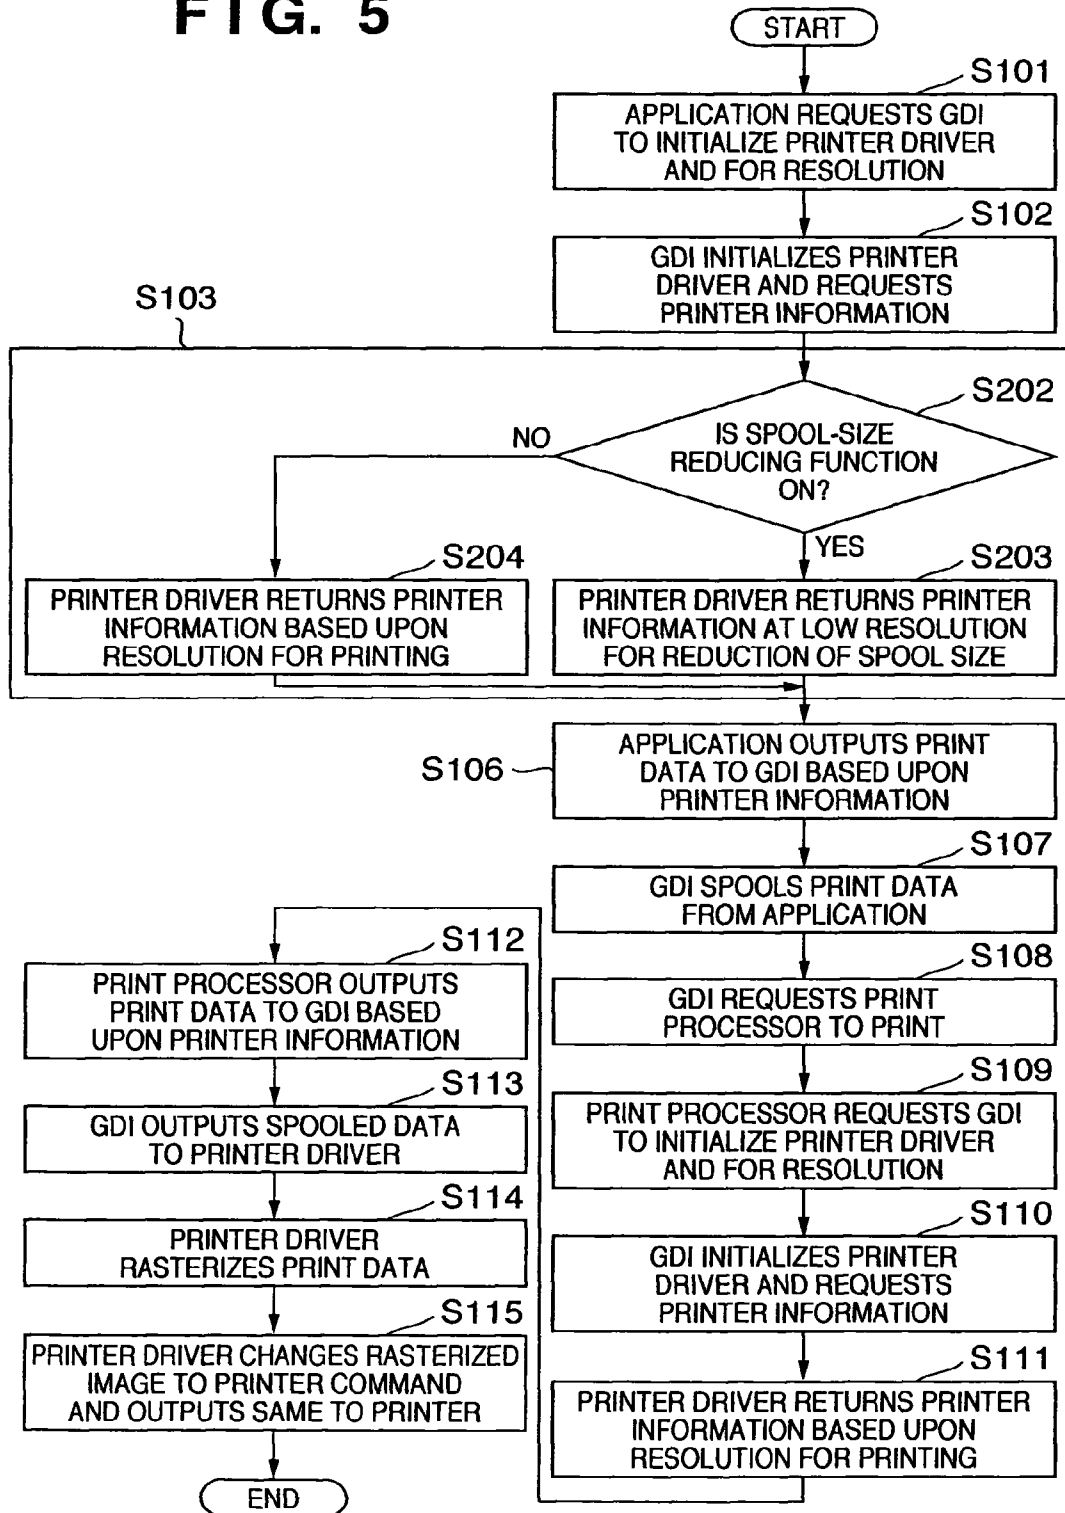 FIG. 5
START
S101
APPLICATION REQUESTS GDI
TO INITIALIZE PRINTER DRIVER
AND FOR RESOLUTION
S102
GDI INITIALIZES PRINTER
DRIVER AND REQUESTS
PRINTER INFORMATION
S103
S202
IS SPOOL-SIZE
REDUCING FUNCTION
ON?
NO
YES
S204
PRINTER DRIVER RETURNS PRINTER
INFORMATION BASED UPON
RESOLUTION FOR PRINTING
S203
PRINTER DRIVER RETURNS PRINTER
INFORMATION AT LOW RESOLUTION
FOR REDUCTION OF SPOOL SIZE
S106
APPLICATION OUTPUTS PRINT
DATA TO GDI BASED UPON
PRINTER INFORMATION
S107
GDI SPOOLS PRINT DATA
FROM APPLICATION
S108
GDI REQUESTS PRINT
PROCESSOR TO PRINT
S109
PRINT PROCESSOR REQUESTS GDI
TO INITIALIZE PRINTER DRIVER
AND FOR RESOLUTION
S110
GDI INITIALIZES PRINTER
DRIVER AND REQUESTS
PRINTER INFORMATION
S111
PRINTER DRIVER RETURNS PRINTER
INFORMATION BASED UPON
RESOLUTION FOR PRINTING
S112
PRINT PROCESSOR OUTPUTS
PRINT DATA TO GDI BASED
UPON PRINTER INFORMATION
S113
GDI OUTPUTS SPOOLED DATA
TO PRINTER DRIVER
S114
PRINTER DRIVER
RASTERIZES PRINT DATA
S115
PRINTER DRIVER CHANGES RASTERIZED
IMAGE TO PRINTER COMMAND
AND OUTPUTS SAME TO PRINTER
END